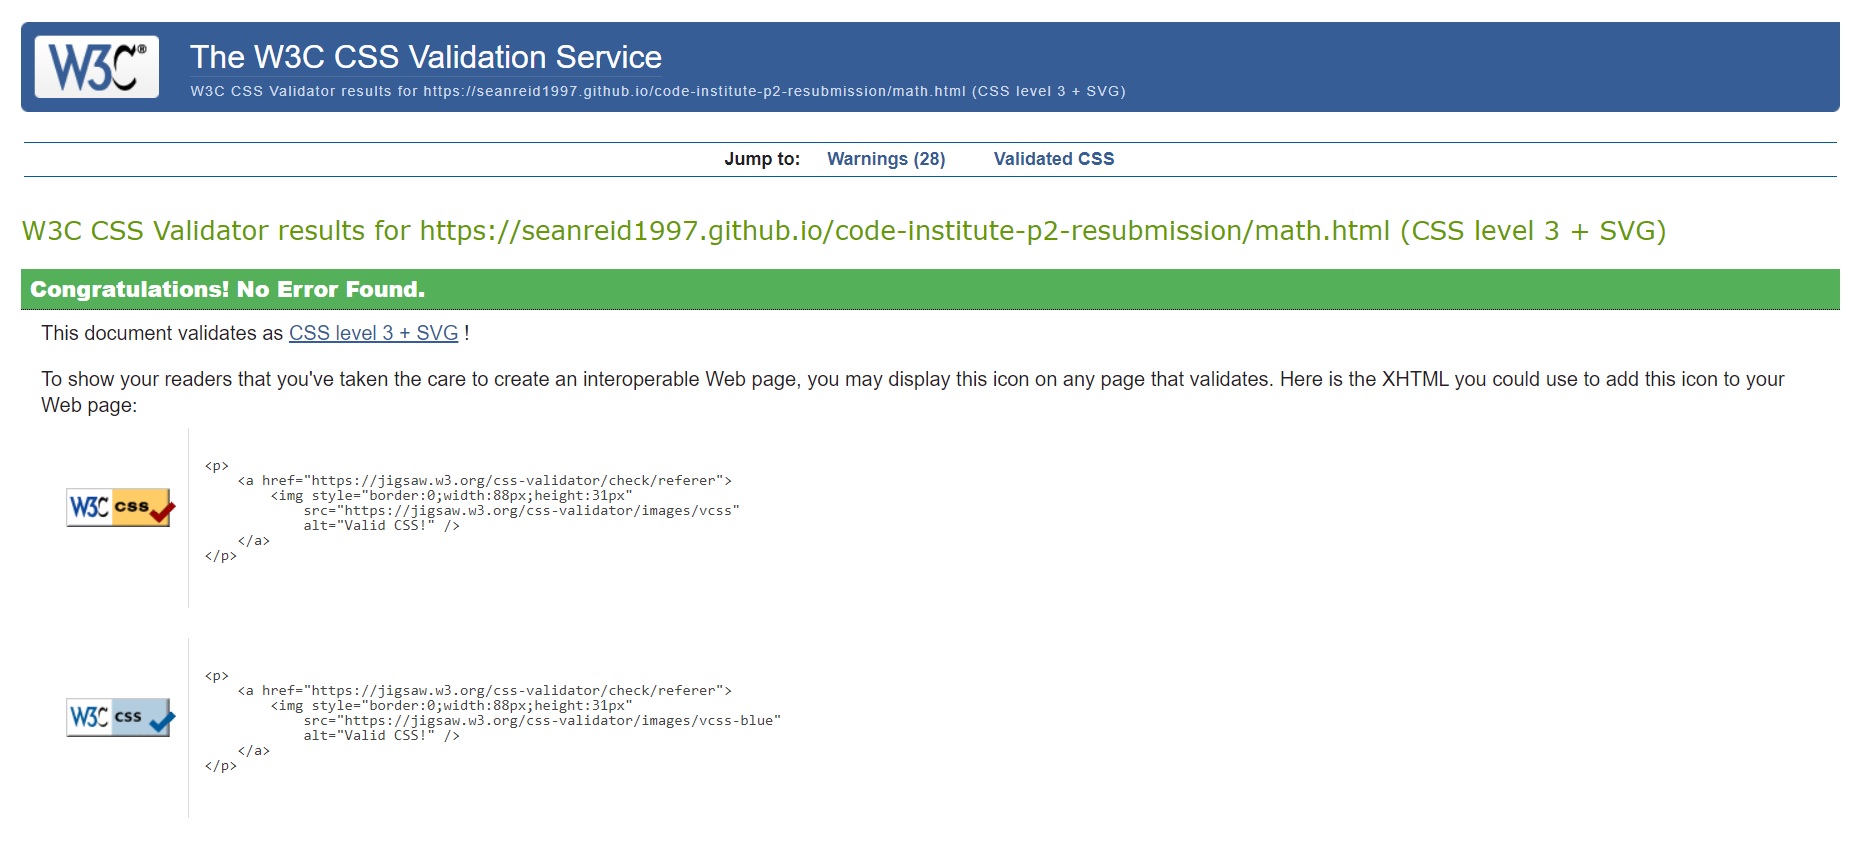 W3C®
The W3C CSS Validation Service
W3C CSS Validator results for https://seanreid1997.github.io/code-institute-p2-resubmission/math.html (CSS level 3 + SVG)
Jump to: Warnings (28) Validated CSS
W3C CSS Validator results for https://seanreid1997.github.io/code-institute-p2-resubmission/math.html (CSS level 3 + SVG)
Congratulations! No Error Found.
This document validates as CSS level 3 + SVG !
To show your readers that you've taken the care to create an interoperable Web page, you may display this icon on any page that validates. Here is the XHTML you could use to add this icon to your
Web page:
W3C css
<p>
    <a href="https://jigsaw.w3.org/css-validator/check/referer">
        <img style="border:0;width:88px;height:31px"
            src="https://jigsaw.w3.org/css-validator/images/vcss"
            alt="Valid CSS!" />
    </a>
</p>
W3C css
<p>
    <a href="https://jigsaw.w3.org/css-validator/check/referer">
        <img style="border:0;width:88px;height:31px"
            src="https://jigsaw.w3.org/css-validator/images/vcss-blue"
            alt="Valid CSS!" />
    </a>
</p>